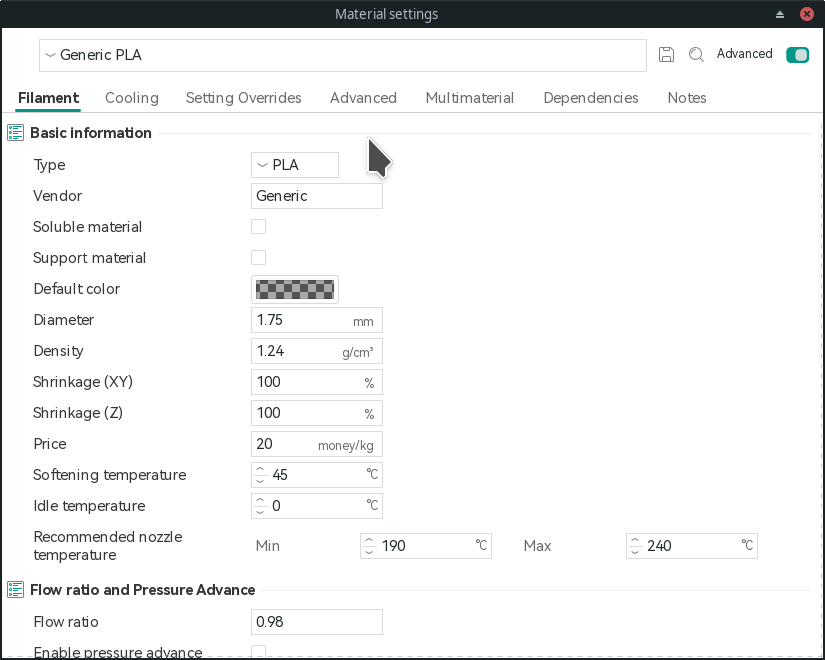 Material settings
Generic PLA
Advanced
Filament Cooling Setting Overrides Advanced Multimaterial Dependencies Notes
Basic information
Type PLA
Vendor Generic
Soluble material
Support material
Default color
Diameter 1.75 mm
Density 1.24 g/cm³
Shrinkage (XY) 100 %
Shrinkage (Z) 100 %
Price 20 money/kg
Softening temperature 45 °C
Idle temperature 0 °C
Recommended nozzle
temperature Min 190 °C Max 240 °C
Flow ratio and Pressure Advance
Flow ratio 0.98
Enable pressure advance